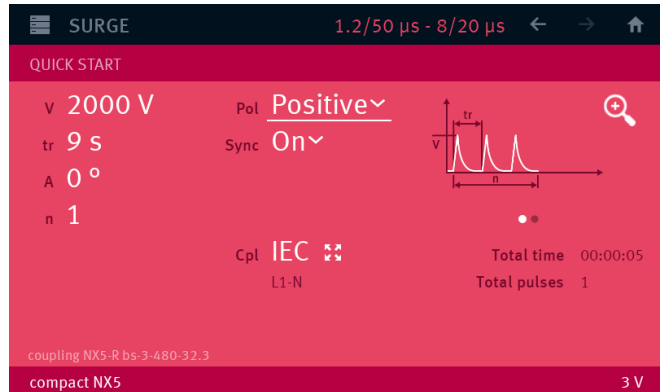 SURGE 1.2/50 µs - 8/20 µs
QUICK START
V 2000 V Pol Positive
tr 9 s Sync On
A 0 º
n 1
tr
V
n
Cpl IEC Total time 00:00:05
L1-N Total pulses 1
coupling NX5-R bs-3-480-32.3
compact NX5 3 V